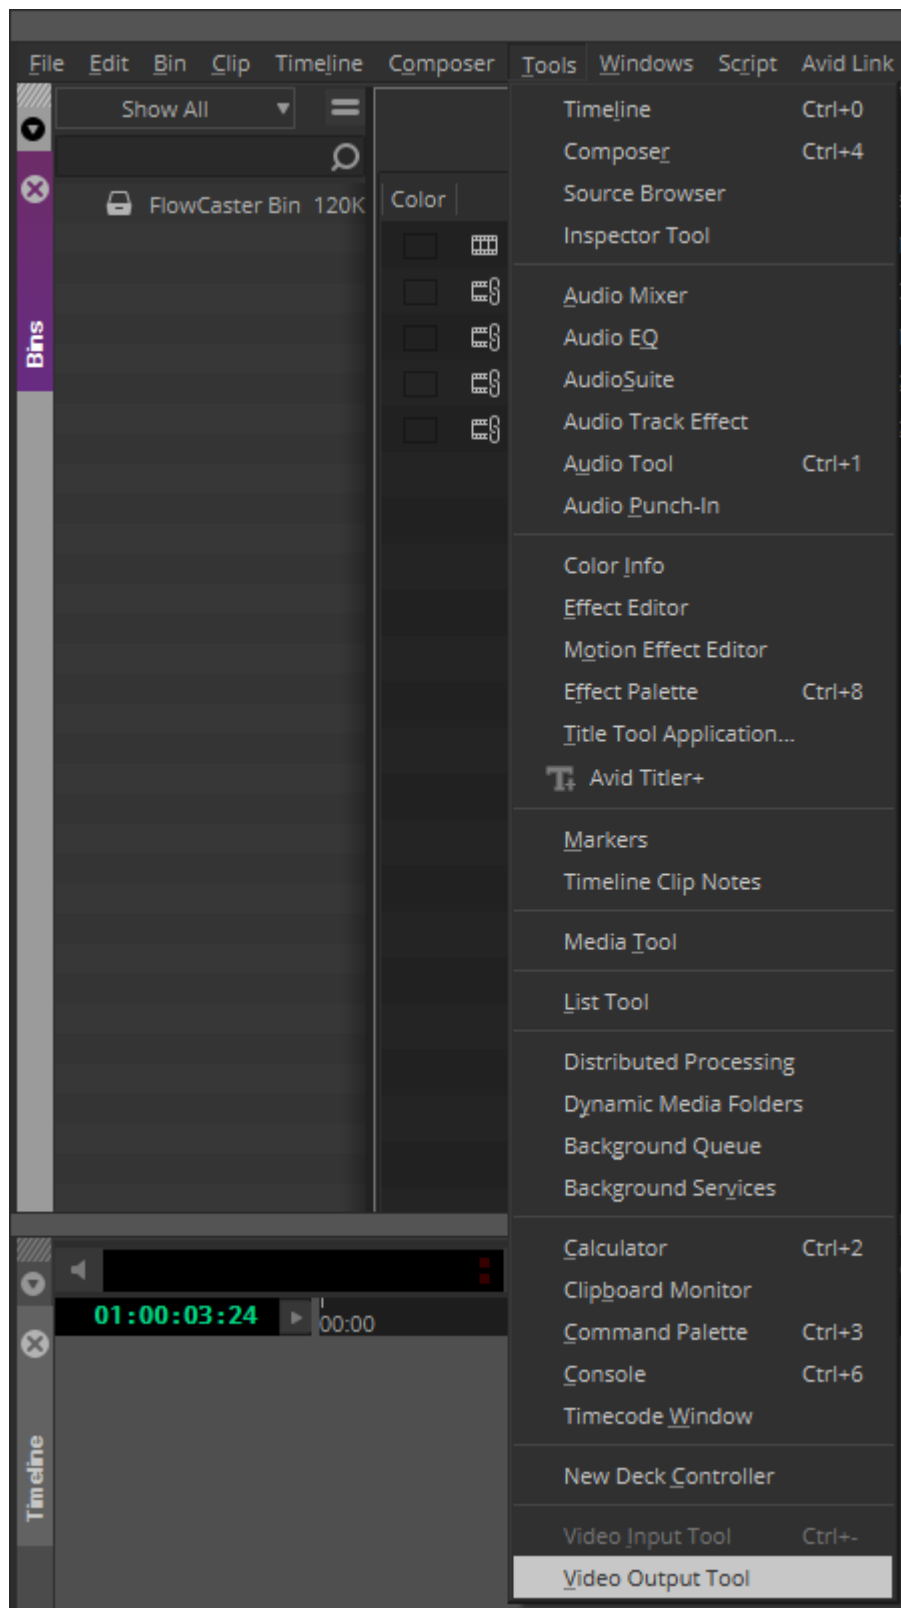 File Edit Bin Clip Timeline Composer Tools Windows Script Avid Link
Show All
FlowCaster Bin 120K
Bins
Color
Timeline Ctrl+0
Composer Ctrl+4
Source Browser
Inspector Tool
Audio Mixer
Audio EQ
AudioSuite
Audio Track Effect
Audio Tool Ctrl+1
Audio Punch-In
Color Info
Effect Editor
Motion Effect Editor
Effect Palette Ctrl+8
Title Tool Application...
Avid Titler+
Markers
Timeline Clip Notes
Media Tool
List Tool
Distributed Processing
Dynamic Media Folders
Background Queue
Background Services
Calculator Ctrl+2
Clipboard Monitor
Command Palette Ctrl+3
Console Ctrl+6
Timecode Window
New Deck Controller
Video Input Tool Ctrl+-
Video Output Tool
01:00:03:24
00:00
Timeline